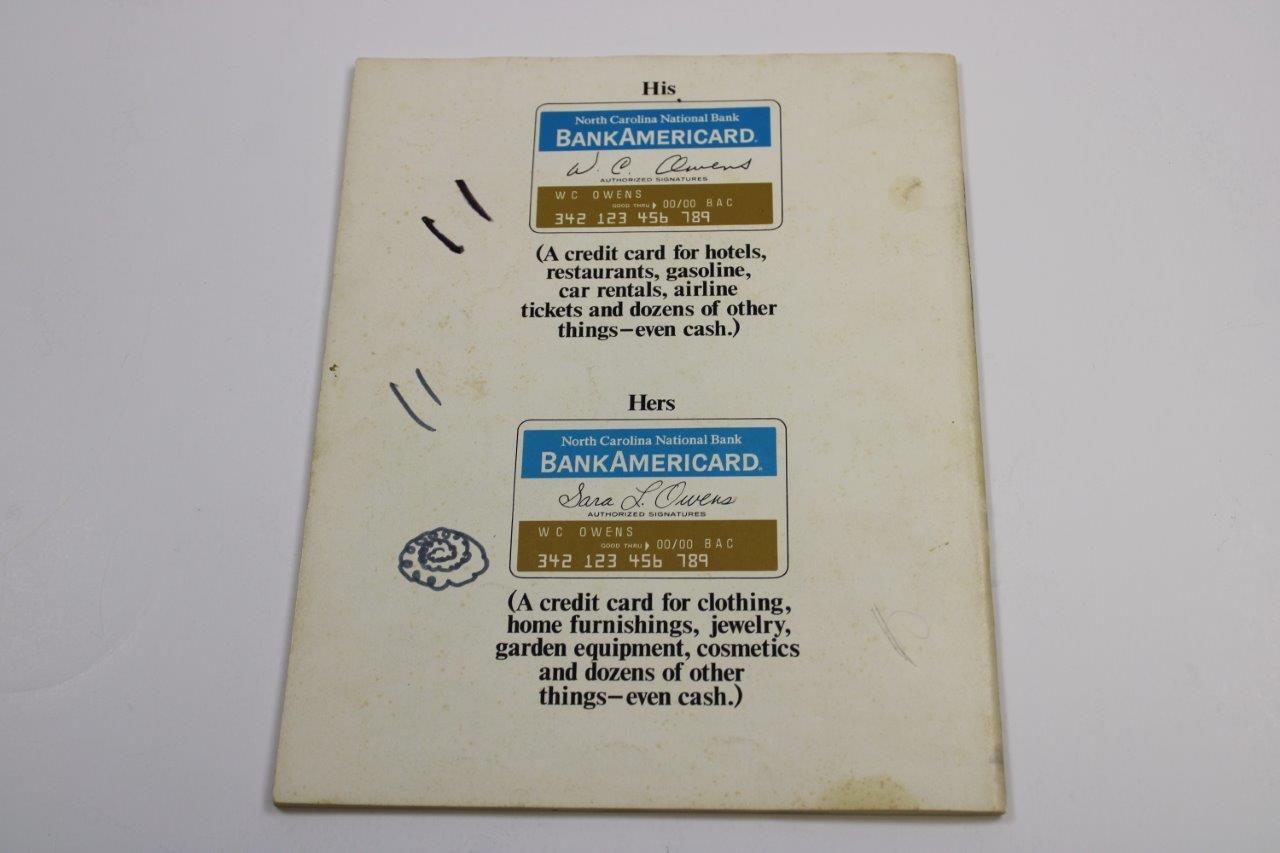 His
North Carolina National Bank
BANKAMERICARD
W. C. Owens
AUTHORIZED SIGNATURES
WC OWENS
GOOD THRU 00/00 BAC
342 123 456 789
(A credit card for hotels,
restaurants, gasoline,
car rentals, airline
tickets and dozens of other
things—even cash.)
Hers
North Carolina National Bank
BANKAMERICARD
Sara L. Owens
AUTHORIZED SIGNATURES
WC OWENS
GOOD THRU 00/00 BAC
342 123 456 789
(A credit card for clothing,
home furnishings, jewelry,
garden equipment, cosmetics
and dozens of other
things—even cash.)